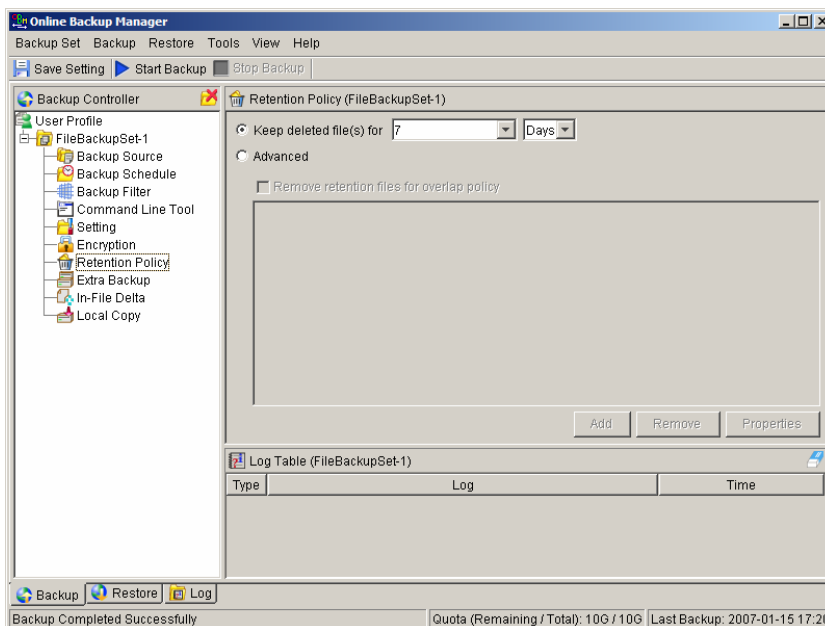 Online Backup Manager
Backup Set Backup Restore Tools View Help
Save Setting Start Backup Stop Backup
Backup Controller
User Profile
FileBackupSet-1
Backup Source
Backup Schedule
Backup Filter
Command Line Tool
Setting
Encryption
Retention Policy
Extra Backup
In-File Delta
Local Copy
Retention Policy (FileBackupSet-1)
Keep deleted file(s) for 7 Days
Advanced
Remove retention files for overlap policy
Add Remove Properties
Log Table (FileBackupSet-1)
Type Log Time
Backup Restore Log
Backup Completed Successfully Quota (Remaining / Total): 10G / 10G Last Backup: 2007-01-15 17:20